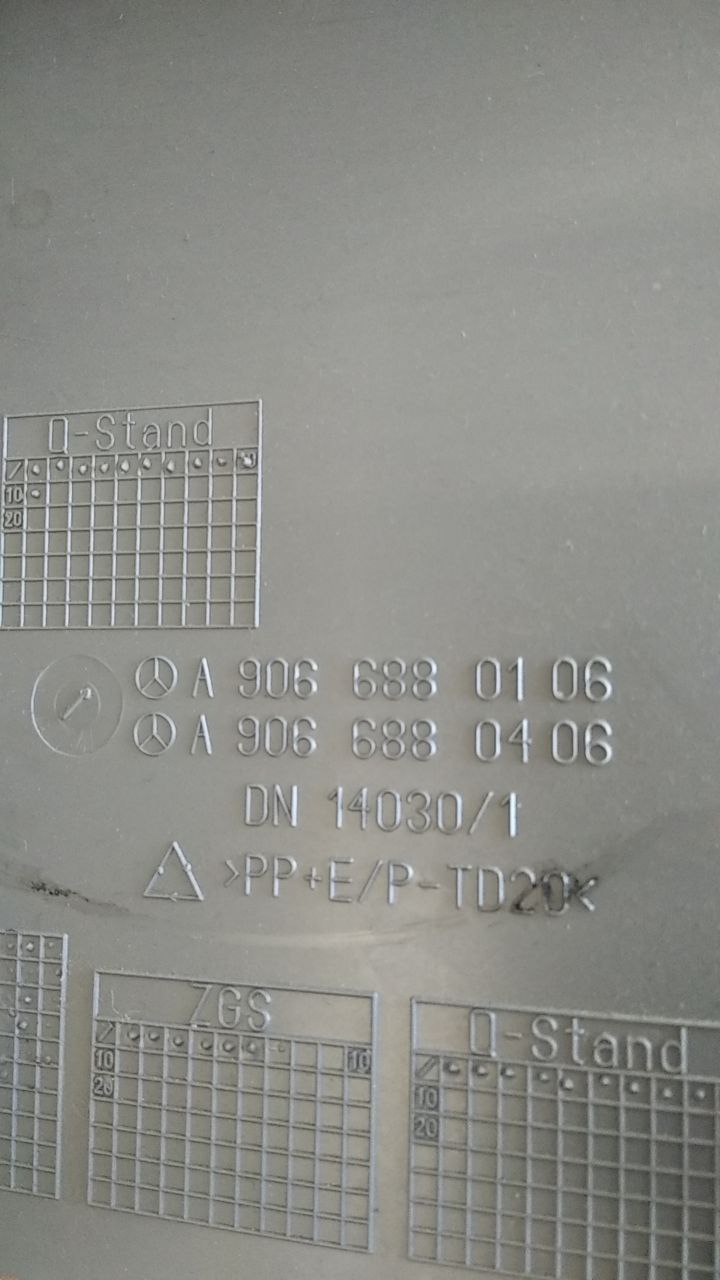 Q-Stand
10
20
A 906 688 01 06
A 906 688 04 06
DN 14030/1
>PP+E/P-TD20<
ZGS
10 10
20
Q-Stand
10
20